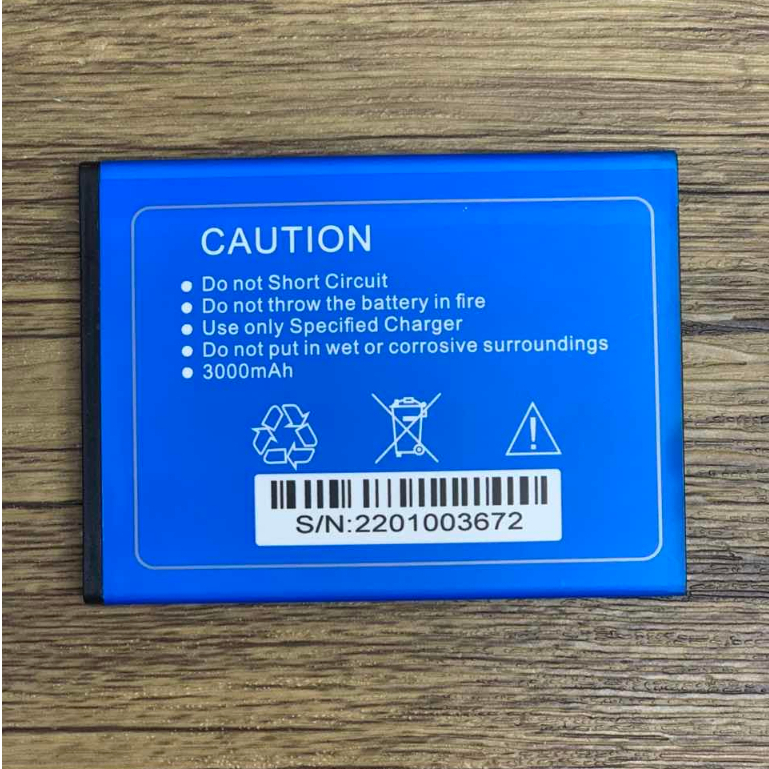 CAUTION
Do not Short Circuit
Do not throw the battery in fire
Use only Specified Charger
Do not put in wet or corrosive surroundings
3000mAh
S/N:2201003672